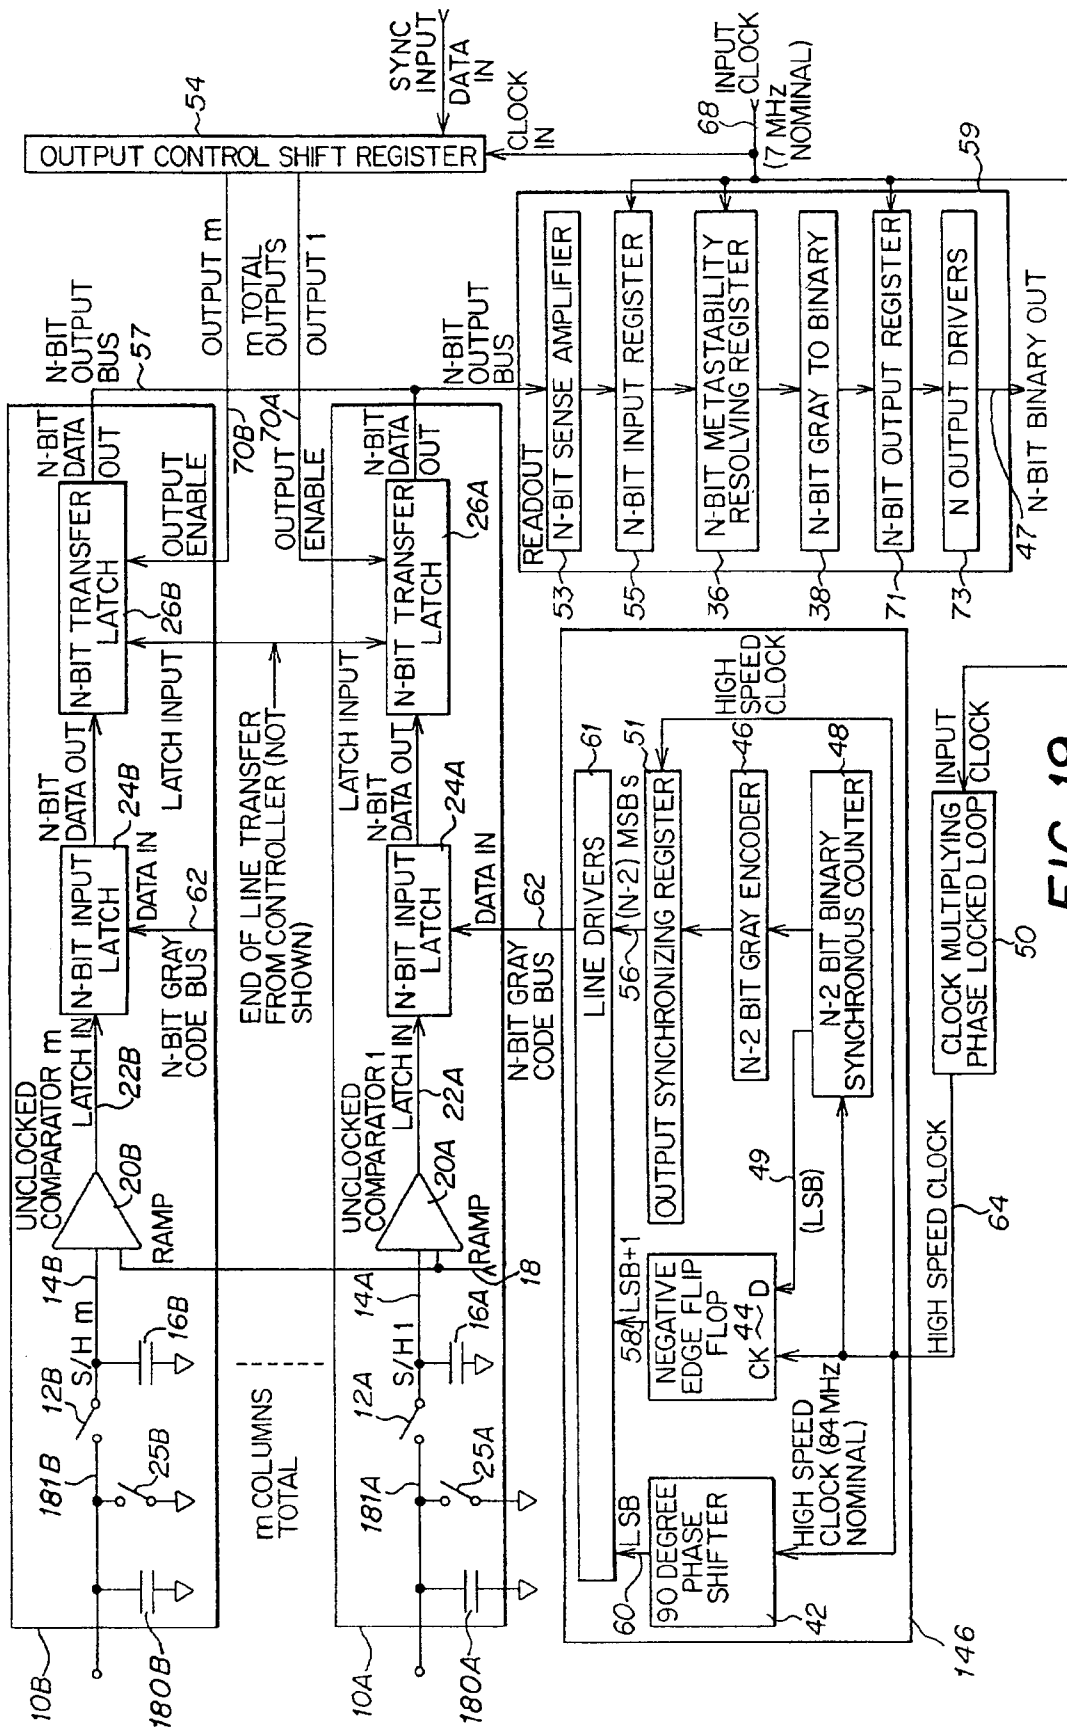 10B
180B
181B
25B
12B
S/H m
16B
14B
UNCLOCKED
COMPARATOR m
20B
RAMP
LATCH IN
22B
N-BIT INPUT
LATCH
24B
DATA IN
62
N-BIT GRAY
CODE BUS
N-BIT
DATA OUT
LATCH INPUT
N-BIT TRANSFER
LATCH
26B
OUTPUT
ENABLE
N-BIT
DATA
OUT
N-BIT
OUTPUT
BUS
57
70B
OUTPUT m
m TOTAL
OUTPUTS
OUTPUT 1
70A
54
OUTPUT CONTROL SHIFT REGISTER
SYNC
INPUT
DATA
IN
CLOCK
IN
m COLUMNS
TOTAL
END OF LINE TRANSFER
FROM CONTROLLER (NOT
SHOWN)
10A
180A
181A
25A
12A
S/H 1
16A
14A
UNCLOCKED
COMPARATOR 1
20A
RAMP
18
LATCH IN
22A
N-BIT INPUT
LATCH
24A
DATA IN
62
N-BIT GRAY
CODE BUS
N-BIT
DATA OUT
LATCH INPUT
N-BIT TRANSFER
LATCH
26A
OUTPUT
ENABLE
N-BIT
DATA
OUT
N-BIT
OUTPUT
BUS
LINE DRIVERS
61
60
LSB
90 DEGREE
PHASE
SHIFTER
42
58
LSB+1
NEGATIVE
EDGE FLIP
FLOP
44
CK
D
56
(N-2) MSBs
51
OUTPUT SYNCHRONIZING REGISTER
N-2 BIT GRAY ENCODER
46
N-2 BIT BINARY
SYNCHRONOUS COUNTER
48
49
(LSB)
HIGH
SPEED
CLOCK
HIGH SPEED
CLOCK (84 MHz
NOMINAL)
146
HIGH SPEED CLOCK
64
CLOCK MULTIPLYING
PHASE LOCKED LOOP
50
INPUT
CLOCK
READOUT
53
N-BIT SENSE AMPLIFIER
55
N-BIT INPUT REGISTER
36
N-BIT METASTABILITY
RESOLVING REGISTER
38
N-BIT GRAY TO BINARY
71
N-BIT OUTPUT REGISTER
73
N OUTPUT DRIVERS
47
N-BIT BINARY OUT
59
68
INPUT
CLOCK
(7 MHz
NOMINAL)